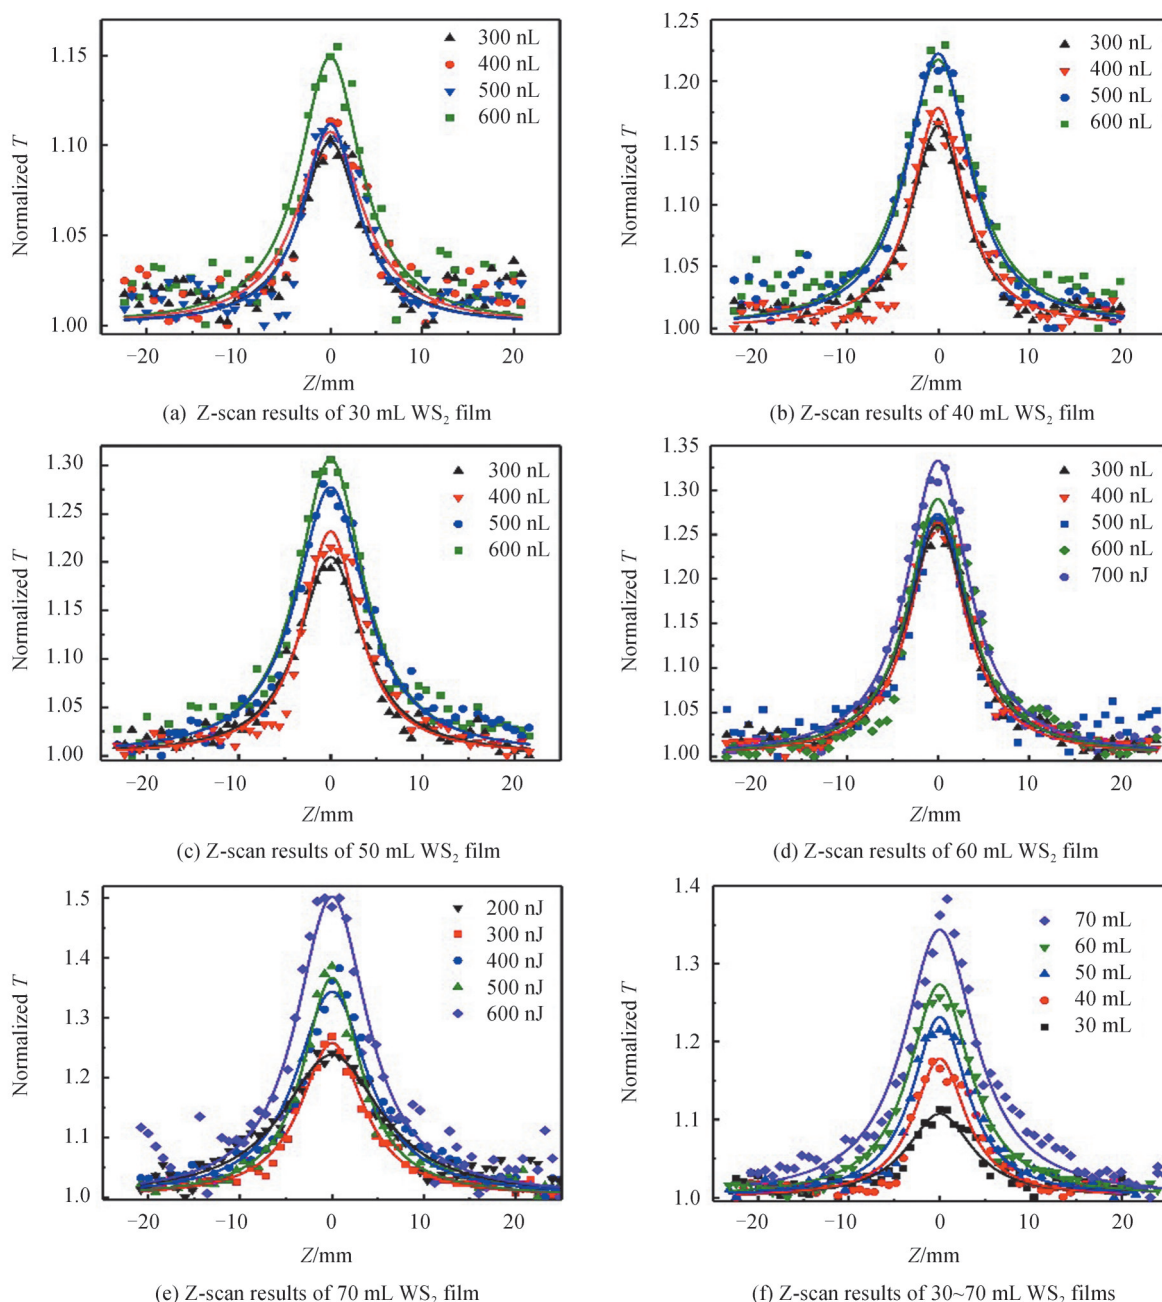 1.15
1.10
1.05
1.00
Normalized T
300 nL
400 nL
500 nL
600 nL
−20 −10 0 10 20
Z/mm
(a) Z-scan results of 30 mL WS₂ film
1.25
1.20
1.15
1.10
1.05
1.00
Normalized T
300 nL
400 nL
500 nL
600 nL
−20 −10 0 10 20
Z/mm
(b) Z-scan results of 40 mL WS₂ film
1.30
1.25
1.20
1.15
1.10
1.05
1.00
Normalized T
300 nL
400 nL
500 nL
600 nL
−20 −10 0 10 20
Z/mm
(c) Z-scan results of 50 mL WS₂ film
1.35
1.30
1.25
1.20
1.15
1.10
1.05
1.00
Normalized T
300 nL
400 nL
500 nL
600 nL
700 nJ
−20 −10 0 10 20
Z/mm
(d) Z-scan results of 60 mL WS₂ film
1.5
1.4
1.3
1.2
1.1
1.0
Normalized T
200 nJ
300 nJ
400 nJ
500 nJ
600 nJ
−20 −10 0 10 20
Z/mm
(e) Z-scan results of 70 mL WS₂ film
1.4
1.3
1.2
1.1
1.0
Normalized T
70 mL
60 mL
50 mL
40 mL
30 mL
−20 −10 0 10 20
Z/mm
(f) Z-scan results of 30~70 mL WS₂ films